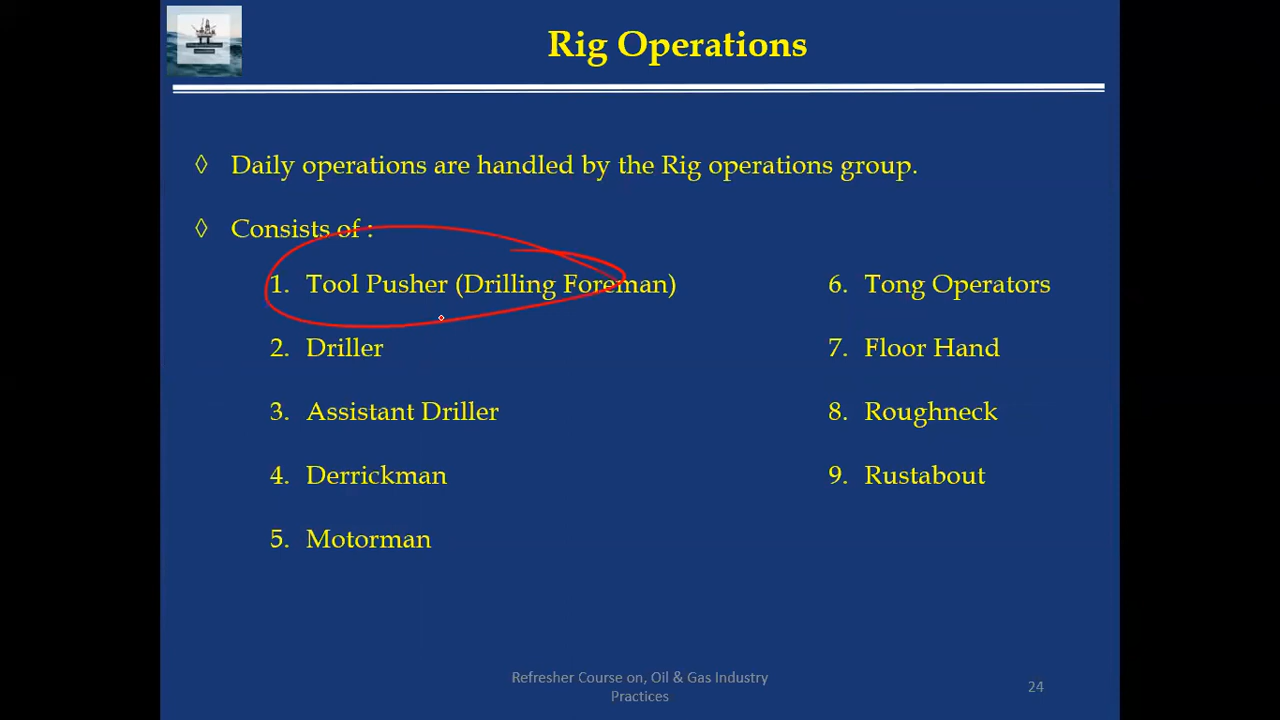 Rig Operations
◊ Daily operations are handled by the Rig operations group.
◊ Consists of :
1. Tool Pusher (Drilling Foreman)
2. Driller
3. Assistant Driller
4. Derrickman
5. Motorman
6. Tong Operators
7. Floor Hand
8. Roughneck
9. Rustabout
Refresher Course on, Oil & Gas Industry
Practices
24